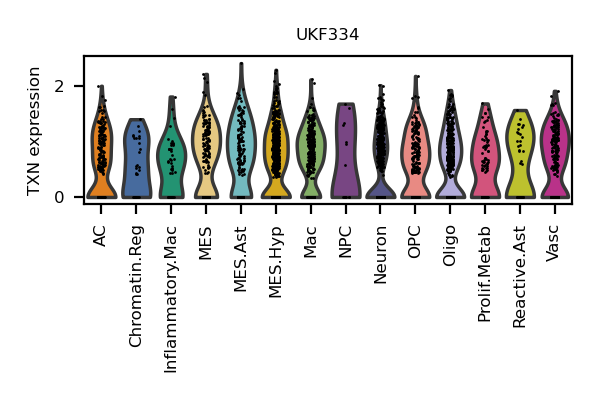 UKF334
TXN expression
2
0
AC
Chromatin.Reg
Inflammatory.Mac
MES
MES.Ast
MES.Hyp
Mac
NPC
Neuron
OPC
Oligo
Prolif.Metab
Reactive.Ast
Vasc